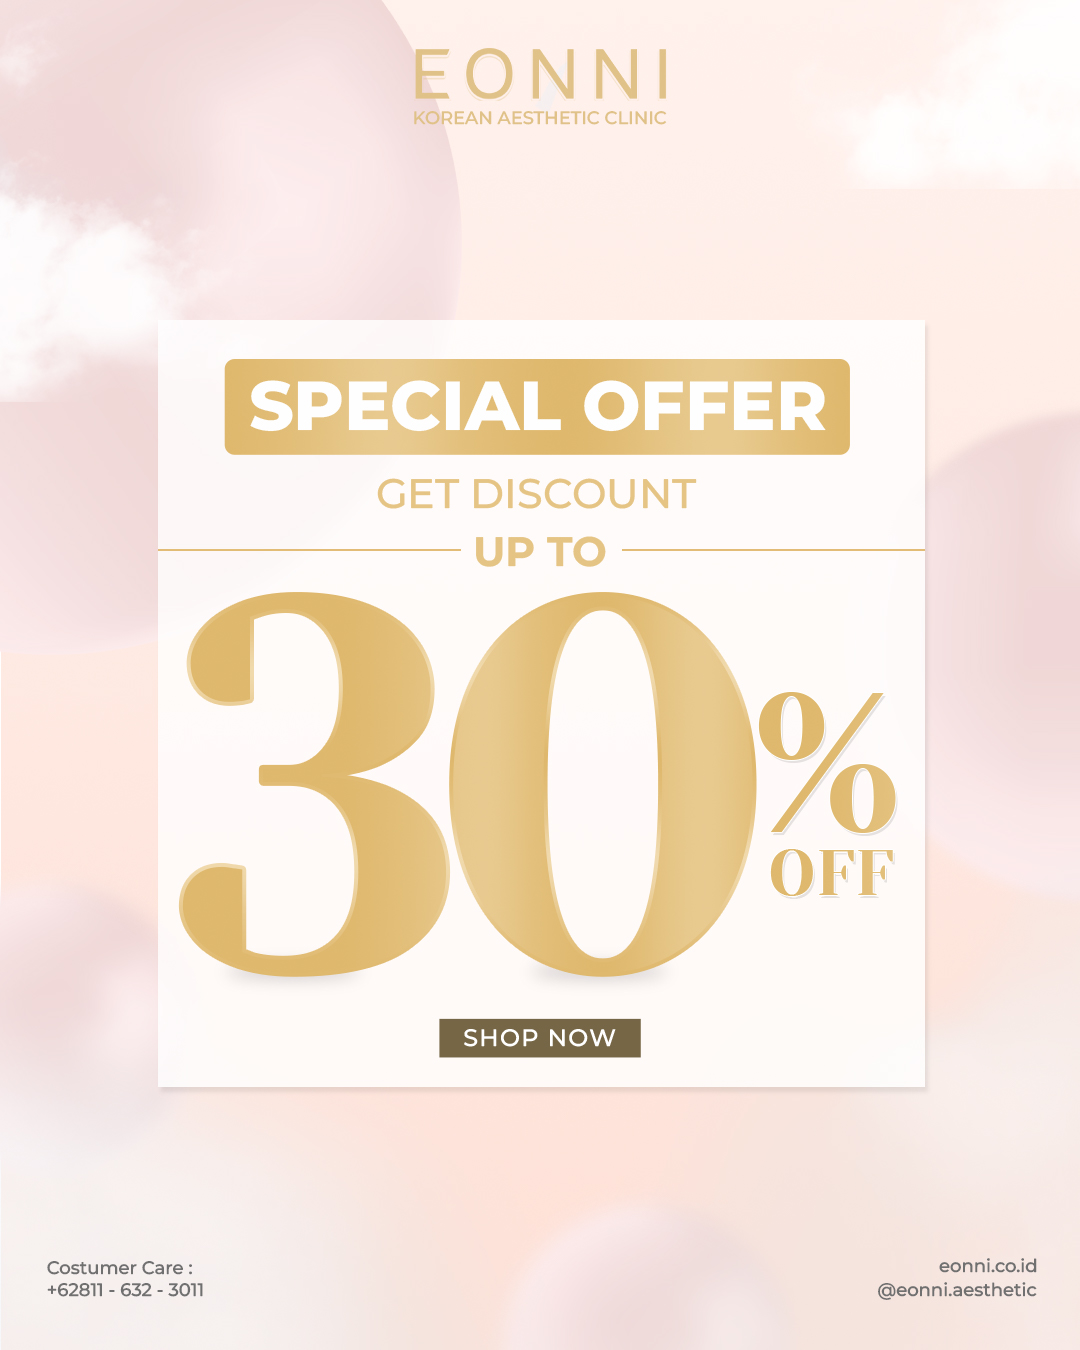 EONNI
KOREAN AESTHETIC CLINIC
SPECIAL OFFER
GET DISCOUNT
UP TO
30%
OFF
SHOP NOW
Costumer Care :
+62811 - 632 - 3011
eonni.co.id
@eonni.aesthetic